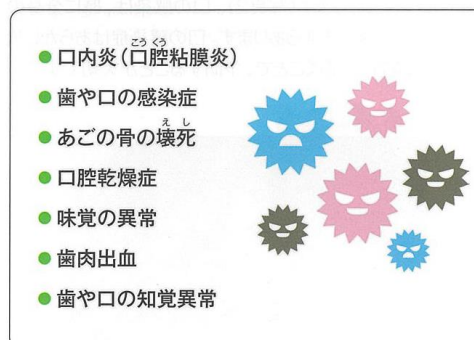 ● 口内炎（口腔粘膜炎）
● 歯や口の感染症
● あごの骨の壊死
● 口腔乾燥症
● 味覚の異常
● 歯肉出血
● 歯や口の知覚異常